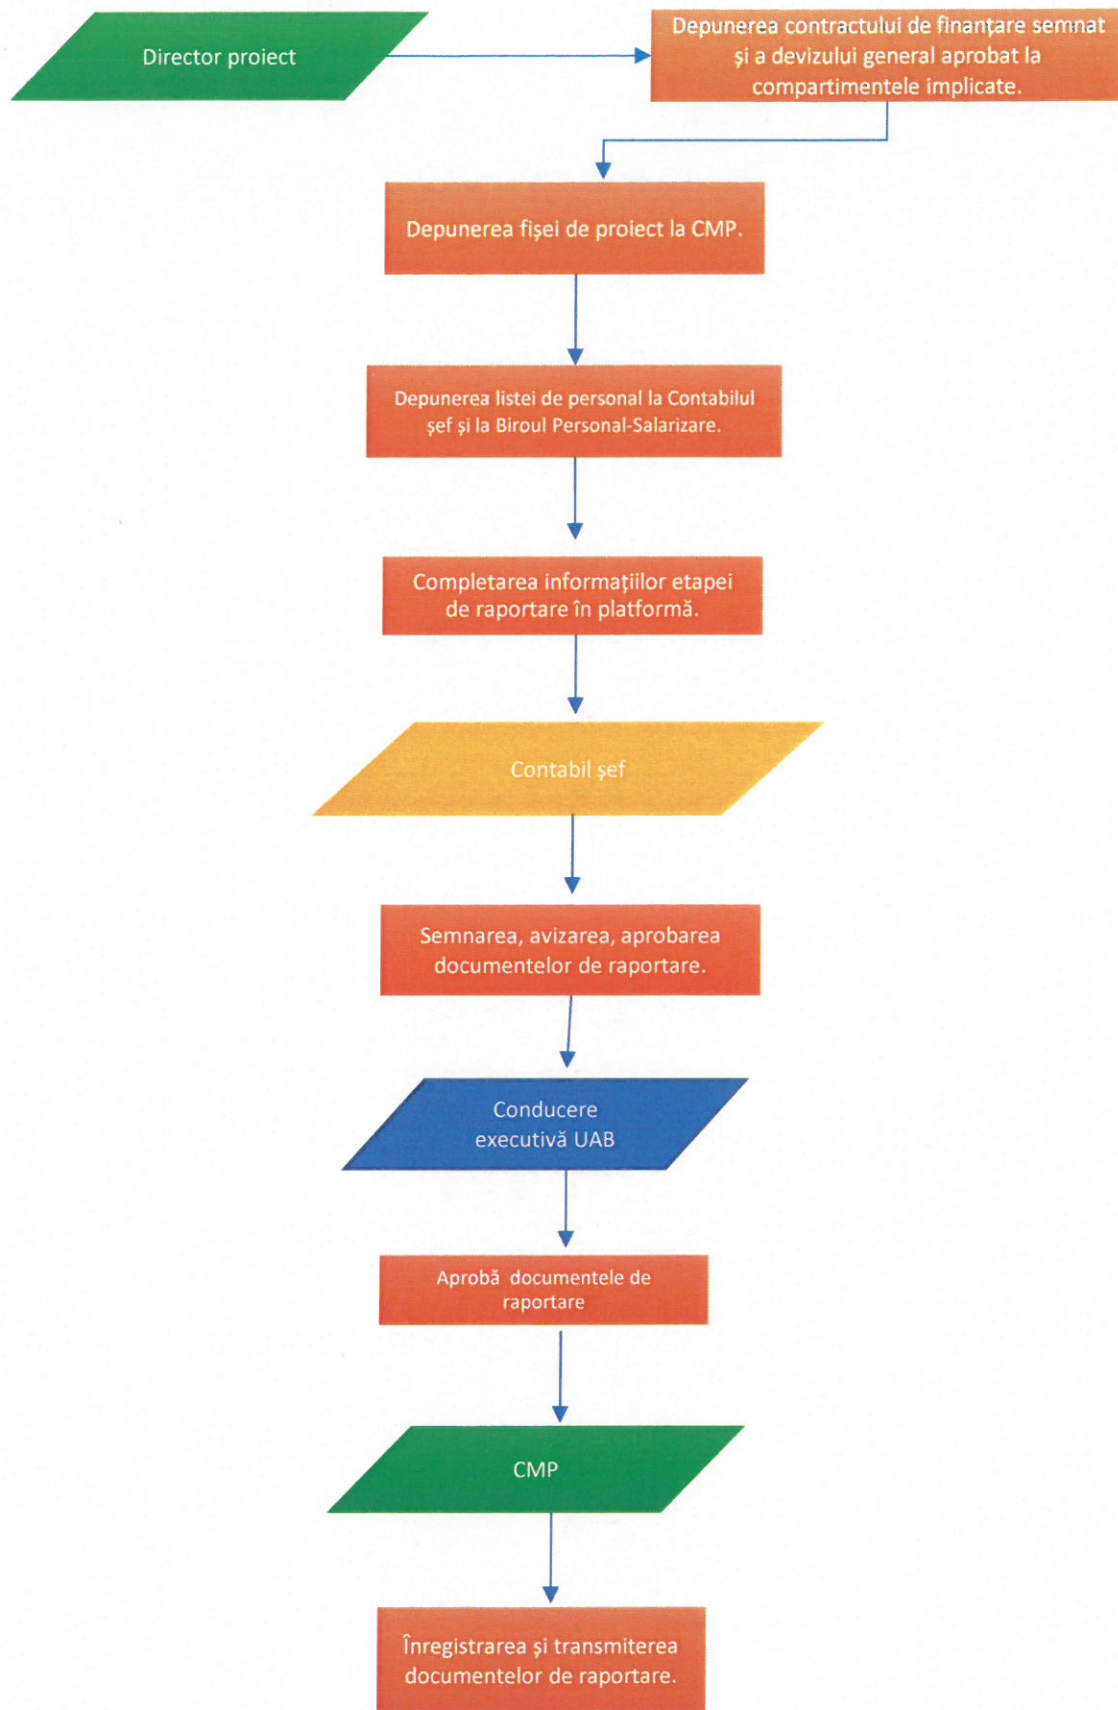 Director proiect
Depunerea contractului de finanțare semnat
și a devizului general aprobat la
compartimentele implicate.
Depunerea fișei de proiect la CMP.
Depunerea listei de personal la Contabilul
șef și la Biroul Personal-Salarizare.
Completarea informațiilor etapei
de raportare în platformă.
Contabil șef
Semnarea, avizarea, aprobarea
documentelor de raportare.
Conducere
executivă UAB
Aprobă documentele de
raportare
CMP
Înregistrarea și transmiterea
documentelor de raportare.